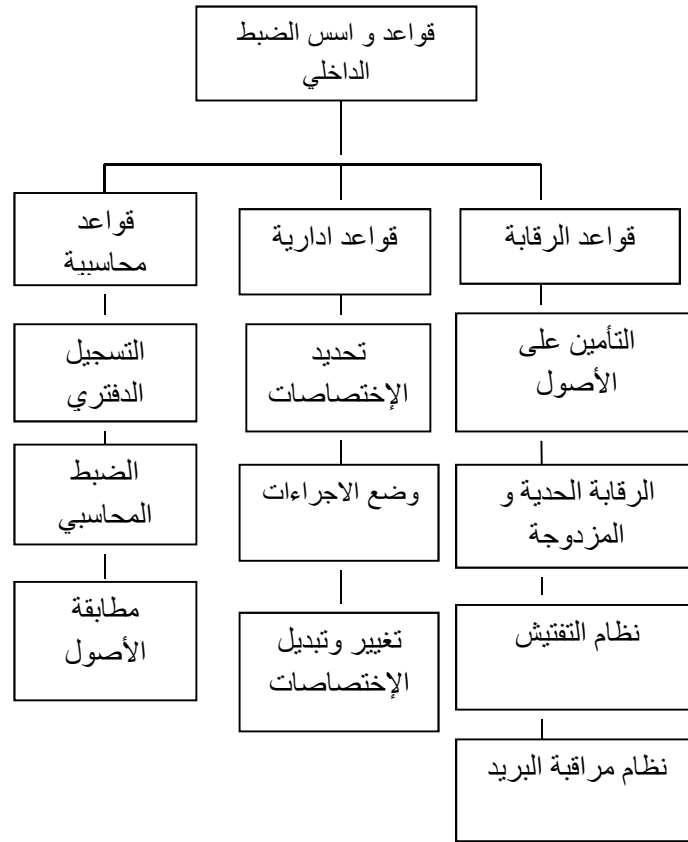 قواعد و اسس الضبط
الداخلي
قواعد الرقابة
قواعد ادارية
قواعد
محاسبية
التأمين على
الأصول
تحديد
الإختصاصات
التسجيل
الدفتري
الرقابة الحدية و
المزدوجة
وضع الاجراءات
الضبط
المحاسبي
نظام التفتيش
تغيير وتبديل
الإختصاصات
مطابقة
الأصول
نظام مراقبة البريد